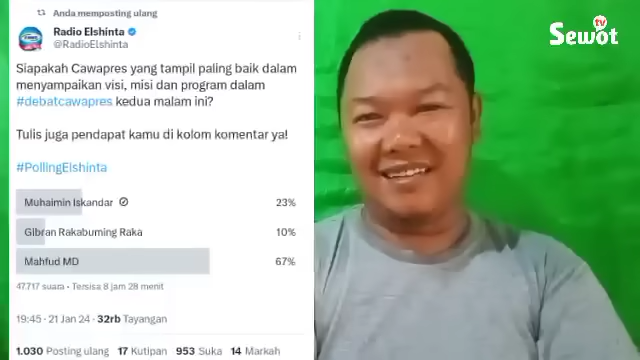 Anda memposting ulang
Radio Elshinta
@RadioElshinta
Siapakah Cawapres yang tampil paling baik dalam
menyampaikan visi, misi dan program dalam
#debatcawapres kedua malam ini?
Tulis juga pendapat kamu di kolom komentar ya!
#PollingElshinta
Muhaimin Iskandar 23%
Gibran Rakabuming Raka 10%
Mahfud MD 67%
47.717 suara • Tersisa 8 jam 28 menit
19:45 • 21 Jan 24 • 32rb Tayangan
1.030 Posting ulang 17 Kutipan 953 Suka 14 Markah
Sewot tv